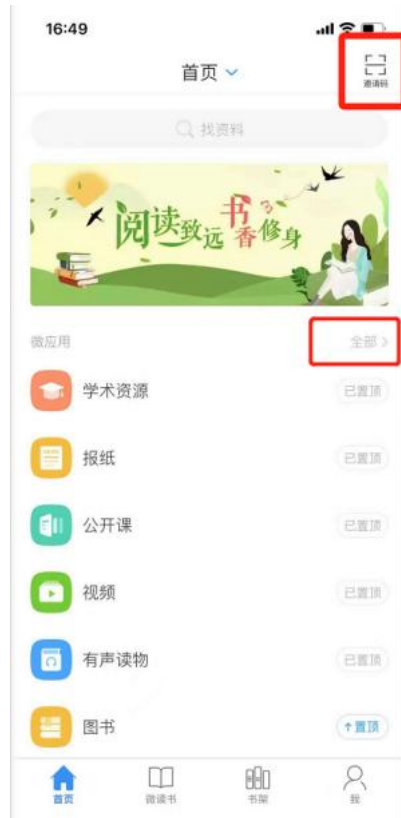 16:49
首页
邀请码
找资料
阅读致远 书香修身
微应用
全部
学术资源
已置顶
报纸
已置顶
公开课
已置顶
视频
已置顶
有声读物
已置顶
图书
置顶
首页
微读书
书架
我